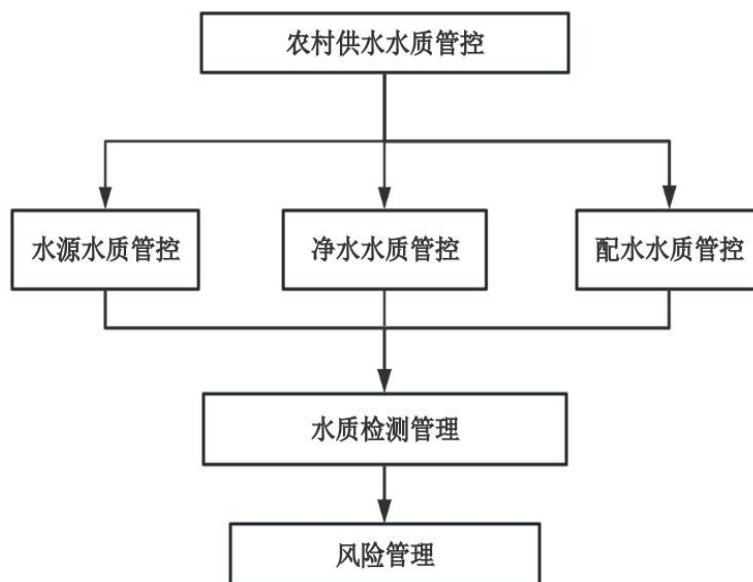 农村供水水质管控
水源水质管控
净水水质管控
配水水质管控
水质检测管理
风险管理